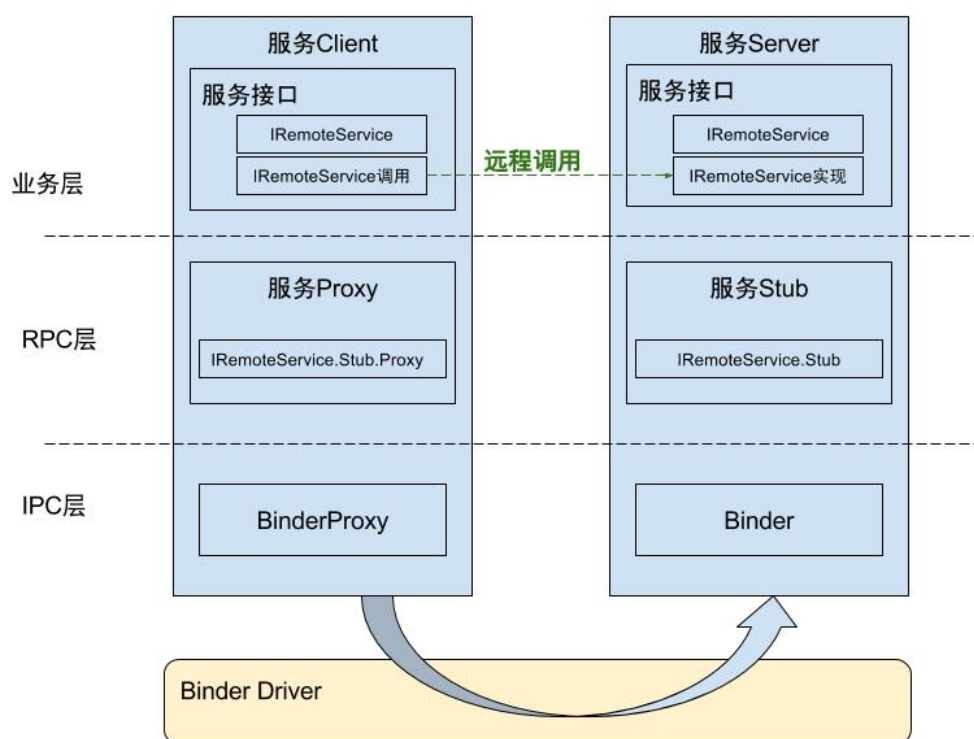 服务Client
服务Server
服务接口
服务接口
IRemoteService
IRemoteService
业务层
IRemoteService调用
远程调用
IRemoteService实现
服务Proxy
服务Stub
RPC层
IRemoteService.Stub.Proxy
IRemoteService.Stub
IPC层
BinderProxy
Binder
Binder Driver